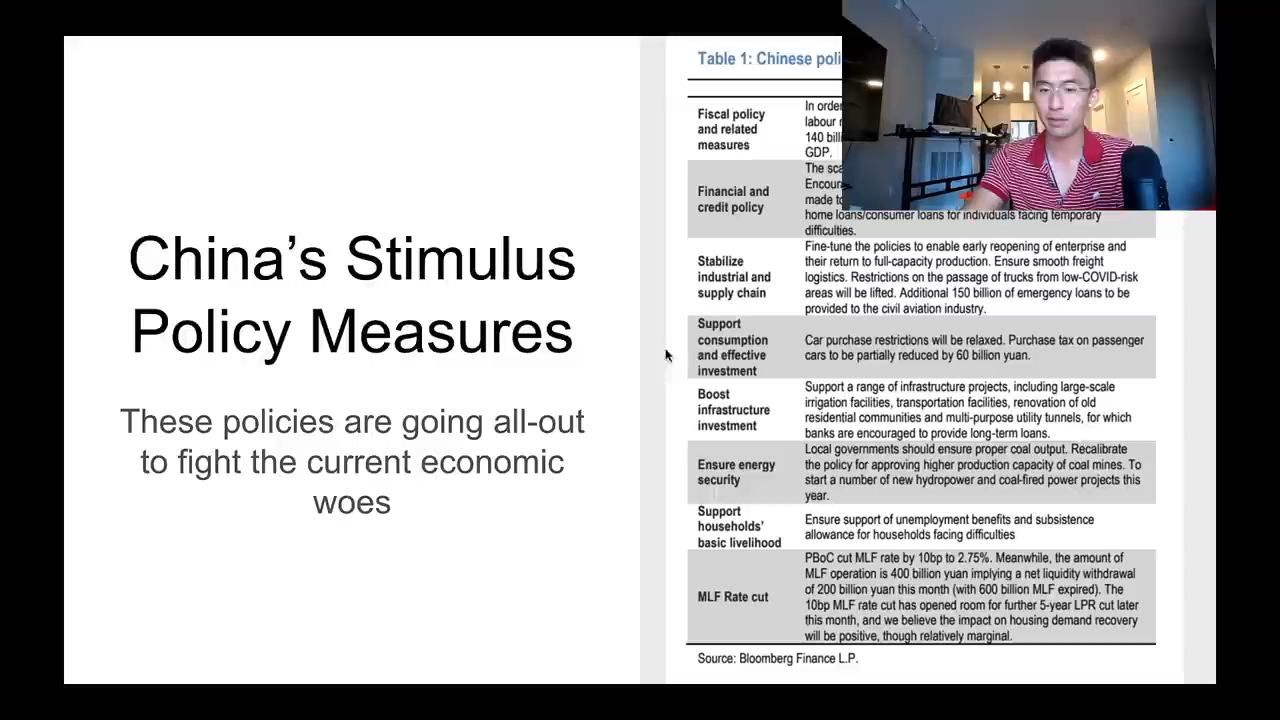 China’s Stimulus
Policy Measures
These policies are going all-out
to fight the current economic
woes
Table 1: Chinese
Fiscal policy
and related
measures
In
labour
140
GDP.
Financial and
credit policy
The
made to
home loans/consumer loans for individuals facing temporary
difficulties.
Stabilize
industrial and
supply chain
Fine-tune the policies to enable early reopening of enterprise and
their return to full-capacity production. Ensure smooth freight
logistics. Restrictions on the passage of trucks from low-COVID-risk
areas will be lifted. Additional 150 billion of emergency loans to be
provided to the civil aviation industry.
Support
consumption
and effective
investment
Car purchase restrictions will be relaxed. Purchase tax on passenger
cars to be partially reduced by 60 billion yuan.
Boost
infrastructure
investment
Support a range of infrastructure projects, including large-scale
irrigation facilities, transportation facilities, renovation of old
residential communities and multi-purpose utility tunnels, for which
banks are encouraged to provide long-term loans.
Ensure energy
security
Local governments should ensure proper coal output. Recalibrate
the policy for approving higher production capacity of coal mines. To
start a number of new hydropower and coal-fired power projects this
year.
Support
households’
basic livelihood
Ensure support of unemployment benefits and subsistence
allowance for households facing difficulties
MLF Rate cut
PBoC cut MLF rate by 10bp to 2.75%. Meanwhile, the amount of
MLF operation is 400 billion yuan implying a net liquidity withdrawal
of 200 billion yuan this month (with 600 billion MLF expired). The
10bp MLF rate cut has opened room for further 5-year LPR cut later
this month, and we believe the impact on housing demand recovery
will be positive, though relatively marginal.
Source: Bloomberg Finance L.P.